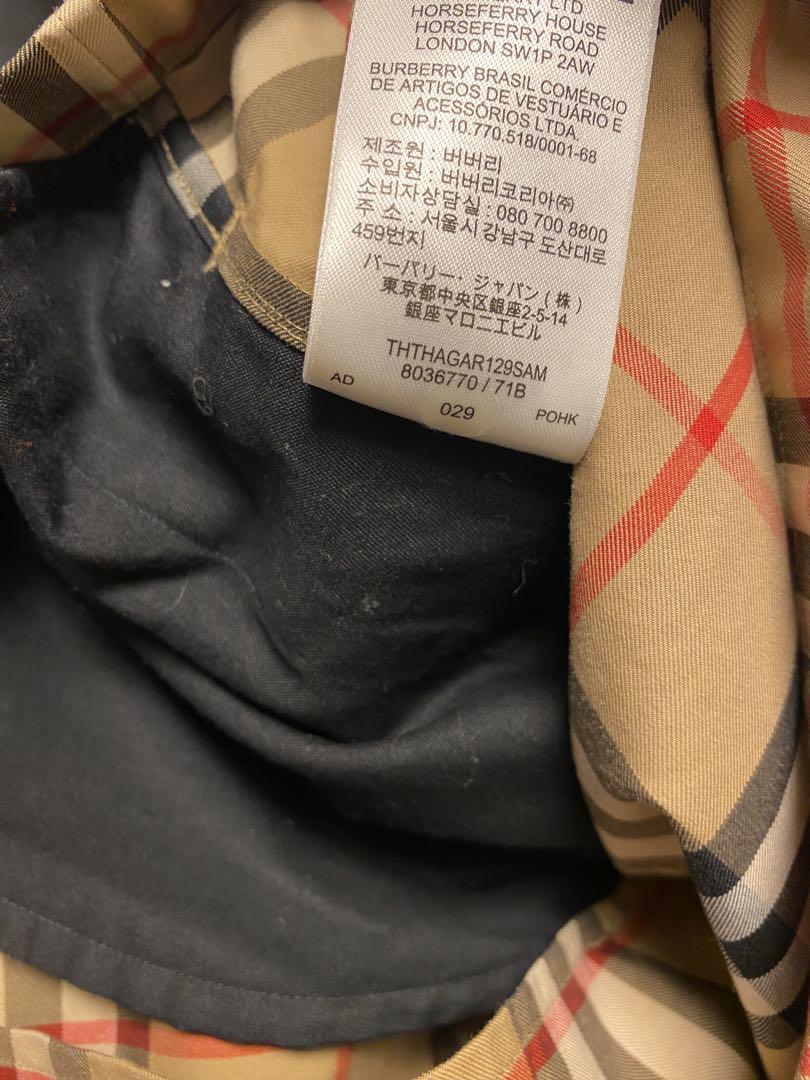 LTD
HORSEFERRY HOUSE
HORSEFERRY ROAD
LONDON SW1P 2AW
BURBERRY BRASIL COMÉRCIO
DE ARTIGOS DE VESTUÁRIO E
ACESSÓRIOS LTDA.
CNPJ: 10.770.518/0001-68
제조원 : 버버리
수입원 : 버버리코리아㈜
소비자상담실 : 080 700 8800
주 소 : 서울시 강남구 도산대로
459번지
バーバリー・ジャパン(株)
東京都中央区銀座2-5-14
銀座マロニエビル
THTHAGAR129SAM
8036770 / 71B
AD 029 POHK